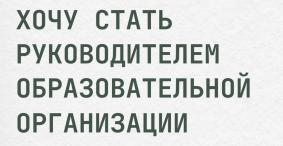 ХОЧУ СТАТЬ
РУКОВОДИТЕЛЕМ
ОБРАЗОВАТЕЛЬНОЙ
ОРГАНИЗАЦИИ